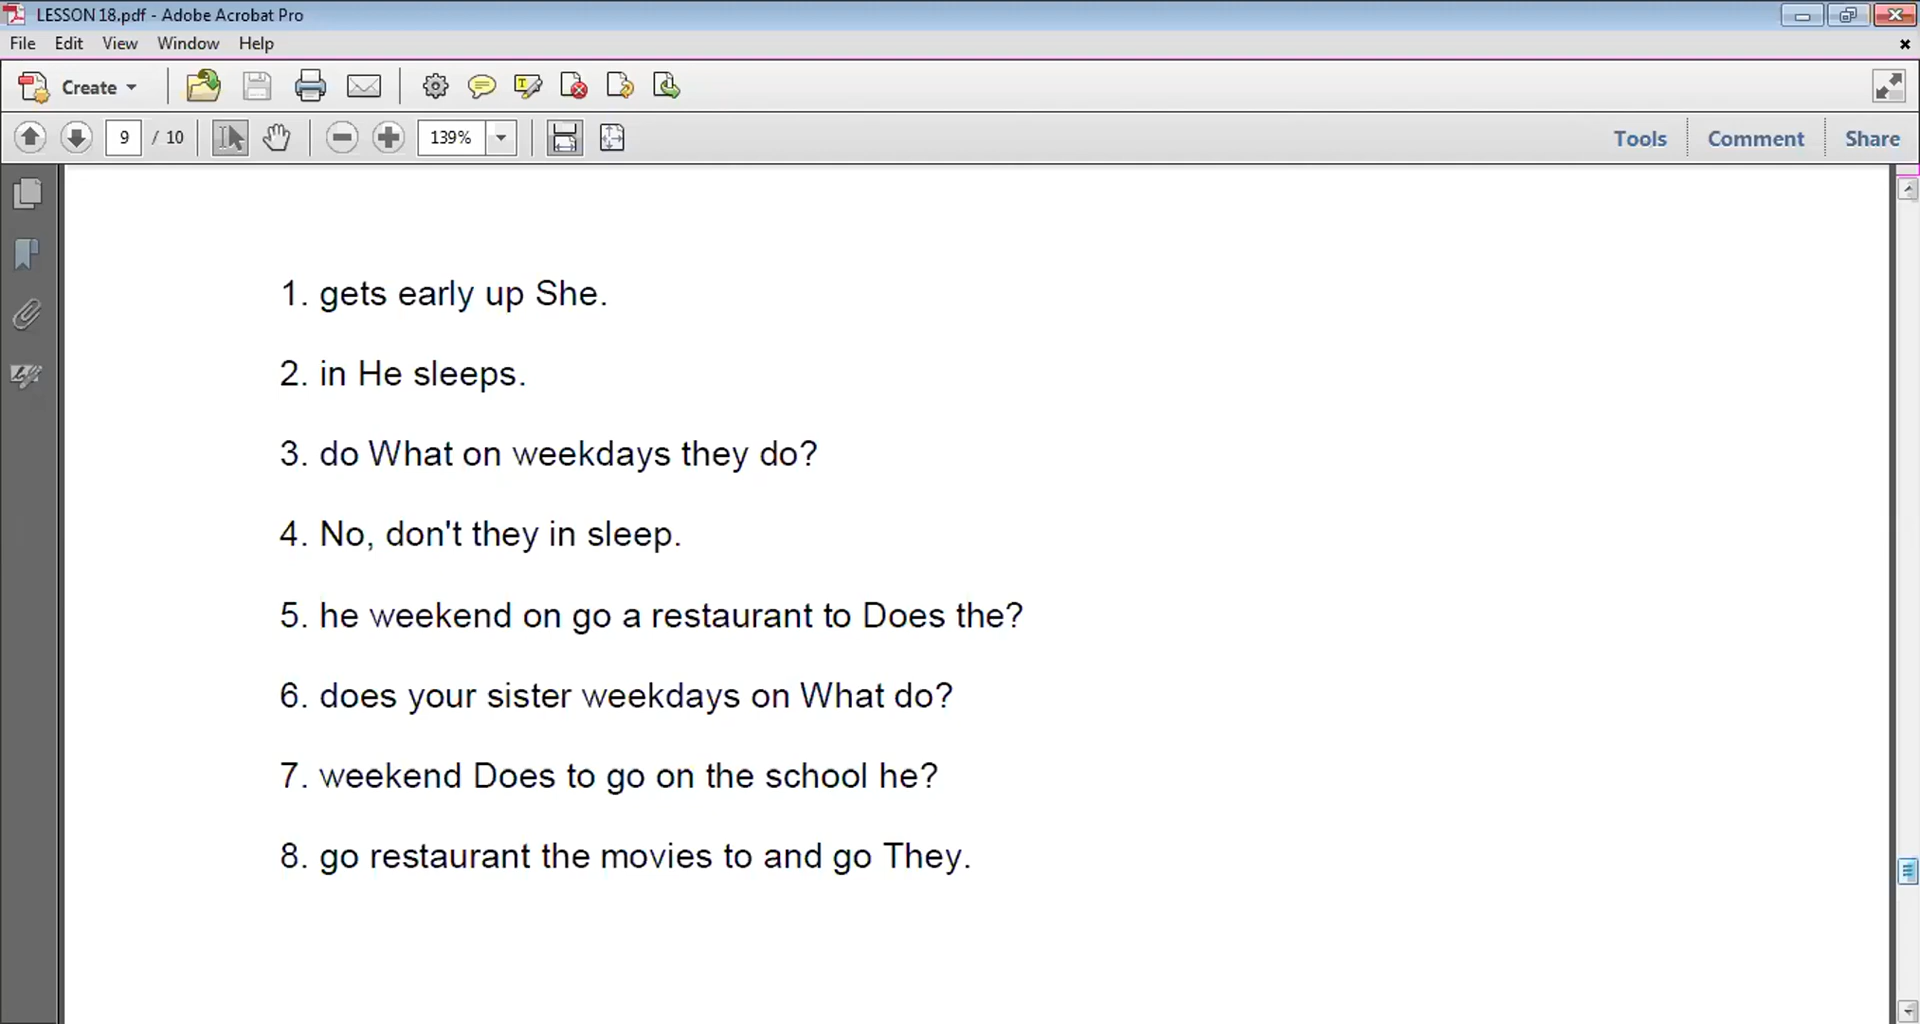 LESSON 18.pdf - Adobe Acrobat Pro
File Edit View Window Help
Create
9 / 10 139% Tools Comment Share
1. gets early up She.
2. in He sleeps.
3. do What on weekdays they do?
4. No, don't they in sleep.
5. he weekend on go a restaurant to Does the?
6. does your sister weekdays on What do?
7. weekend Does to go on the school he?
8. go restaurant the movies to and go They.